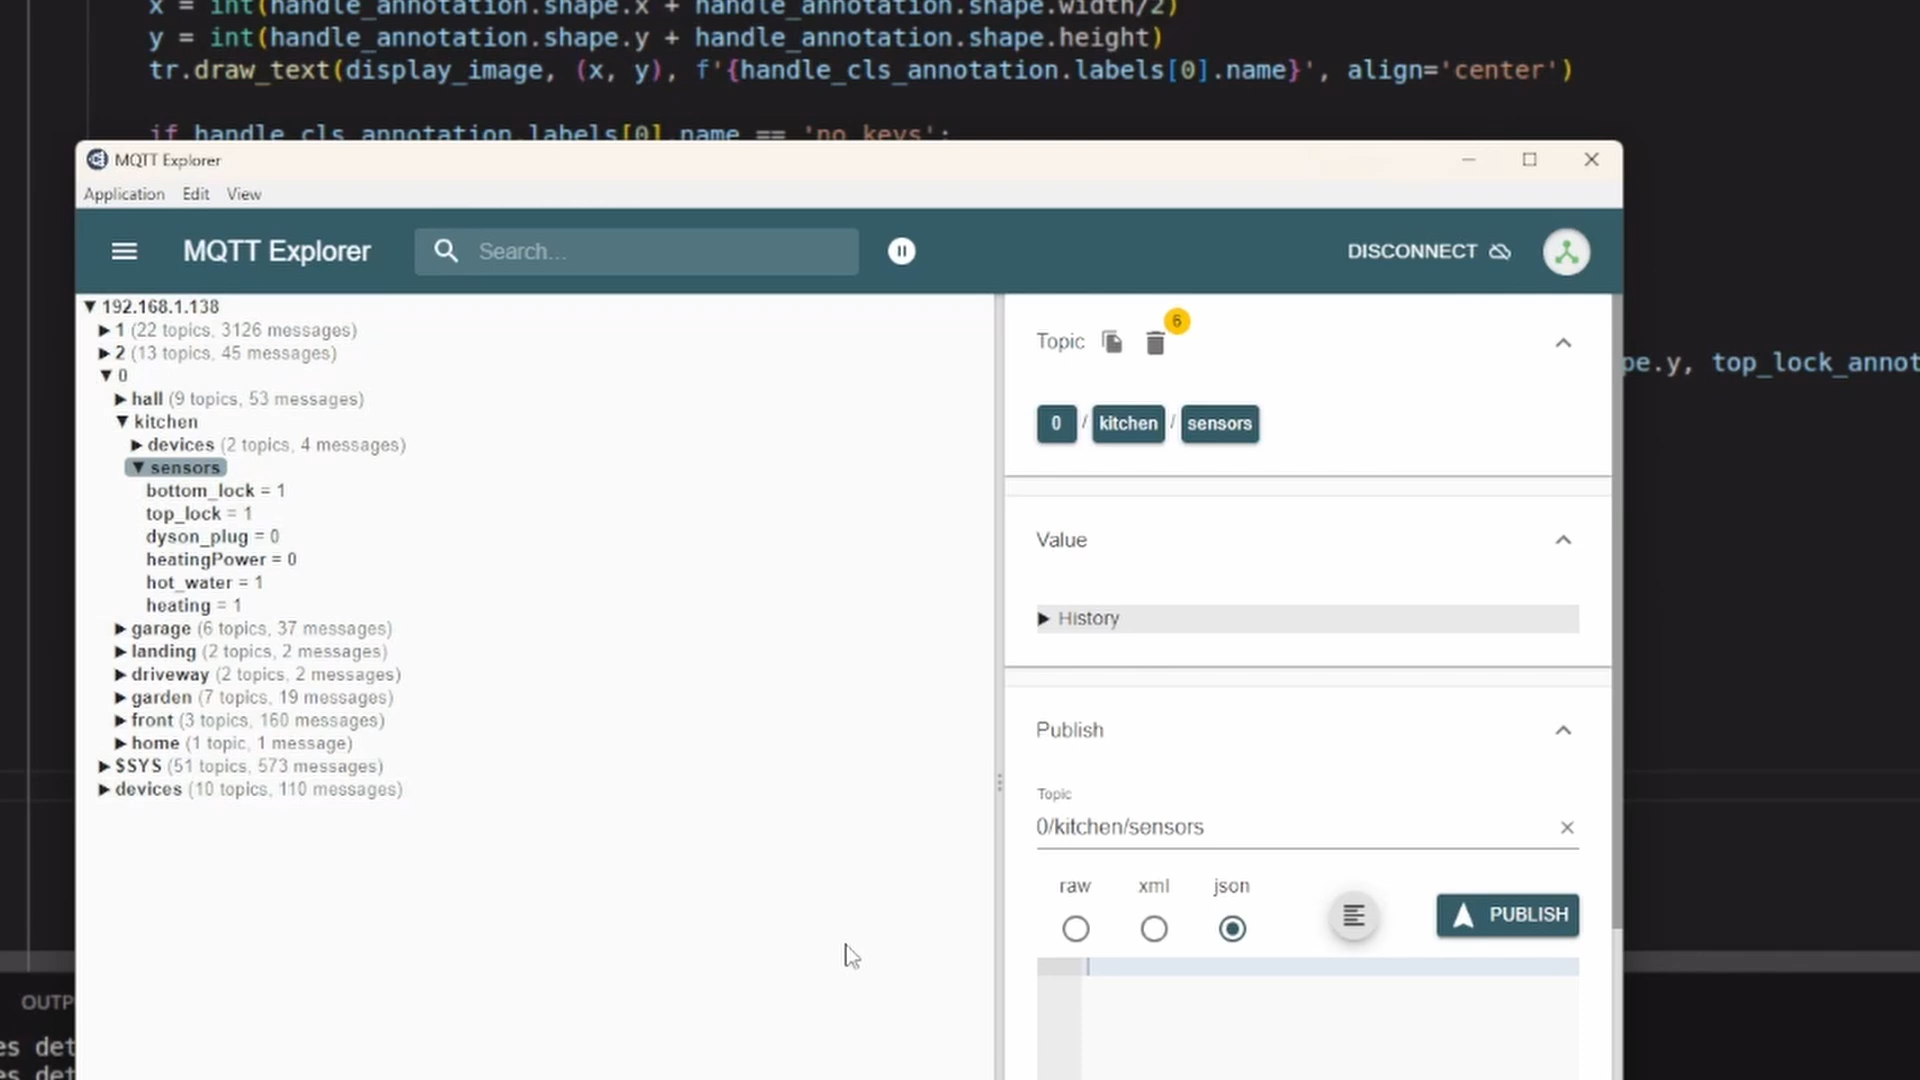 x = int(handle_annotation.shape.x + handle_annotation.shape.width/2)
y = int(handle_annotation.shape.y + handle_annotation.shape.height)
tr.draw_text(display_image, (x, y), f'{handle_cls_annotation.labels[0].name}', align='center')
if handle_cls_annotation.labels[0].name == 'no_keys':
MQTT Explorer
Application Edit View
MQTT Explorer
Search...
DISCONNECT
▼ 192.168.1.138
▶ 1 (22 topics, 3126 messages)
▶ 2 (13 topics, 45 messages)
▼ 0
▶ hall (9 topics, 53 messages)
▼ kitchen
▶ devices (2 topics, 4 messages)
▼ sensors
bottom_lock = 1
top_lock = 1
dyson_plug = 0
heatingPower = 0
hot_water = 1
heating = 1
▶ garage (6 topics, 37 messages)
▶ landing (2 topics, 2 messages)
▶ driveway (2 topics, 2 messages)
▶ garden (7 topics, 19 messages)
▶ front (3 topics, 160 messages)
▶ home (1 topic, 1 message)
▶ $SYS (51 topics, 573 messages)
▶ devices (10 topics, 110 messages)
Topic
6
0 / kitchen / sensors
Value
▶ History
Publish
Topic
0/kitchen/sensors
raw xml json
PUBLISH
pe.y, top_lock_annot
OUTP
es det
es det